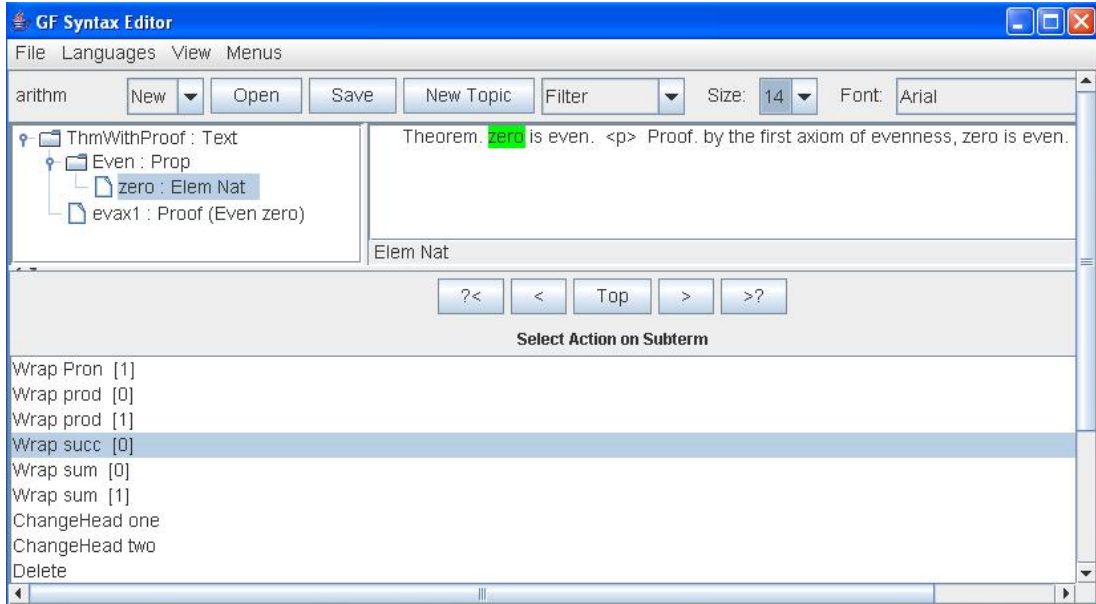 GF Syntax Editor
File Languages View Menus
arithm New Open Save New Topic Filter Size: 14 Font: Arial
ThmWithProof : Text
Even : Prop
zero : Elem Nat
evax1 : Proof (Even zero)
Theorem. zero is even. <p> Proof. by the first axiom of evenness, zero is even.
Elem Nat
?< < Top > >?
Select Action on Subterm
Wrap Pron [1]
Wrap prod [0]
Wrap prod [1]
Wrap succ [0]
Wrap sum [0]
Wrap sum [1]
ChangeHead one
ChangeHead two
Delete